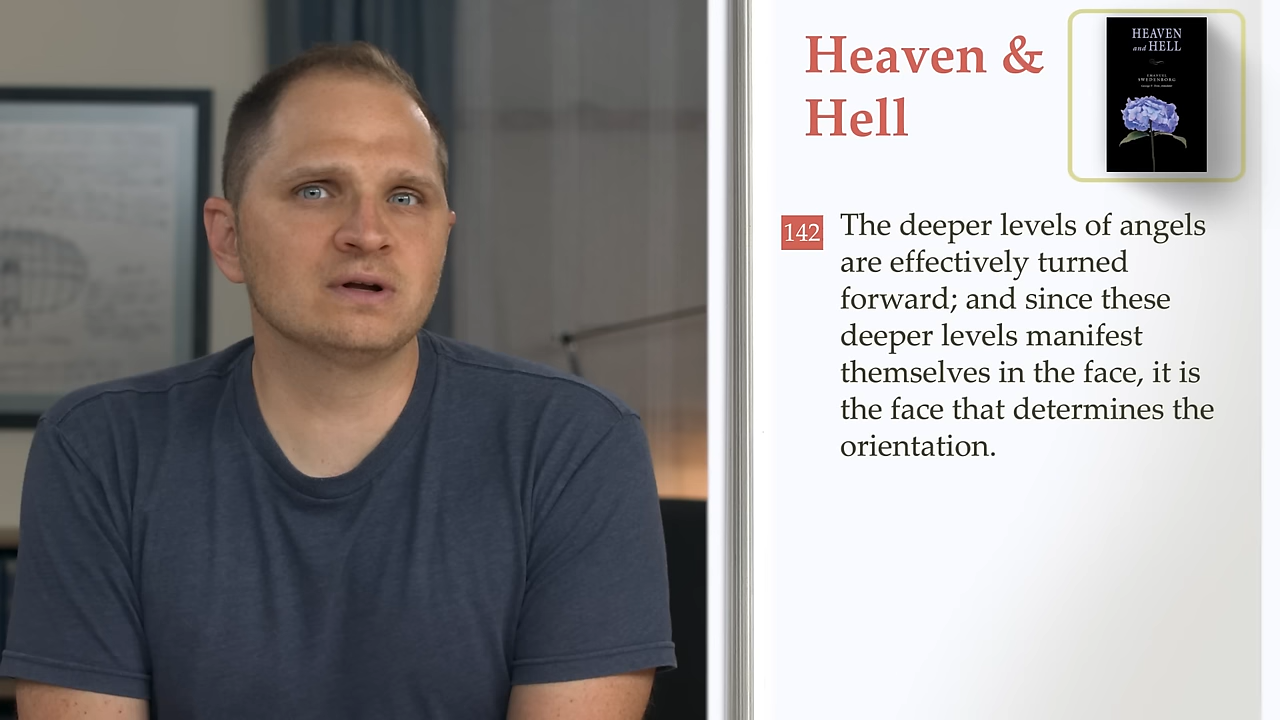 Heaven &
Hell
HEAVEN
and HELL
EMANUEL
SWEDENBORG
142
The deeper levels of angels
are effectively turned
forward; and since these
deeper levels manifest
themselves in the face, it is
the face that determines the
orientation.